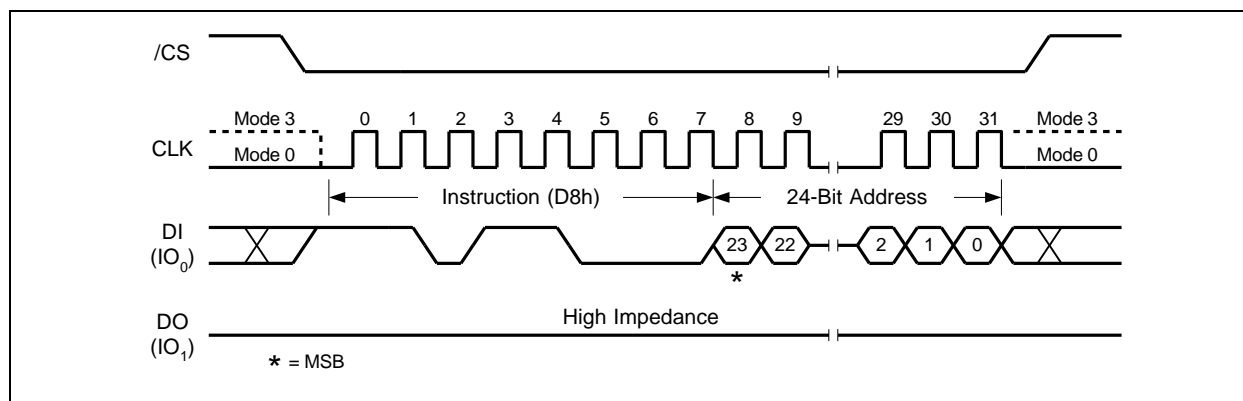 /CS
Mode 3 0 1 2 3 4 5 6 7 8 9 29 30 31 Mode 3
CLK Mode 0 Mode 0
Instruction (D8h) 24-Bit Address
DI
(IO0) 23 22 2 1 0
*
High Impedance
DO
(IO1)
* = MSB